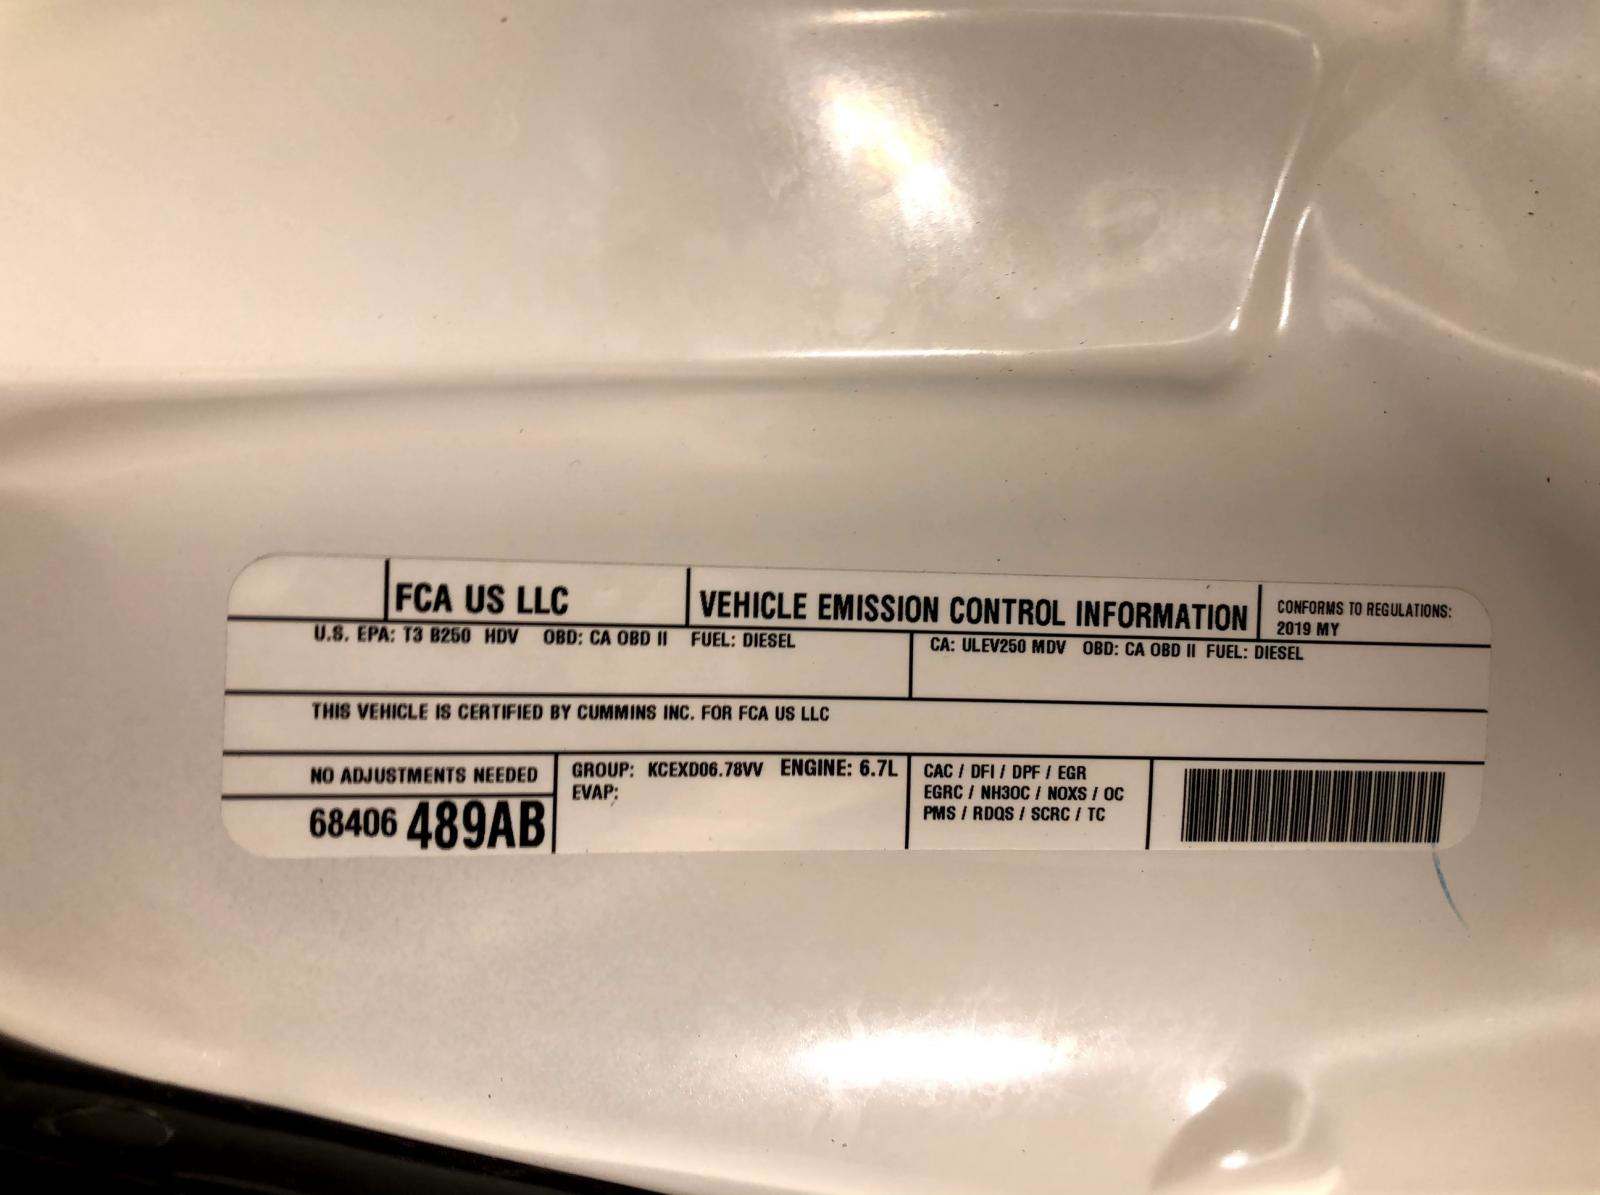 FCA US LLC
VEHICLE EMISSION CONTROL INFORMATION
CONFORMS TO REGULATIONS:
2019 MY
U.S. EPA: T3 B250 HDV OBD: CA OBD II FUEL: DIESEL
CA: ULEV250 MDV OBD: CA OBD II FUEL: DIESEL
THIS VEHICLE IS CERTIFIED BY CUMMINS INC. FOR FCA US LLC
NO ADJUSTMENTS NEEDED
68406 489AB
GROUP: KCEXD06.78VV ENGINE: 6.7L
EVAP:
CAC / DFI / DPF / EGR
EGRC / NH3OC / NOXS / OC
PMS / RDQS / SCRC / TC